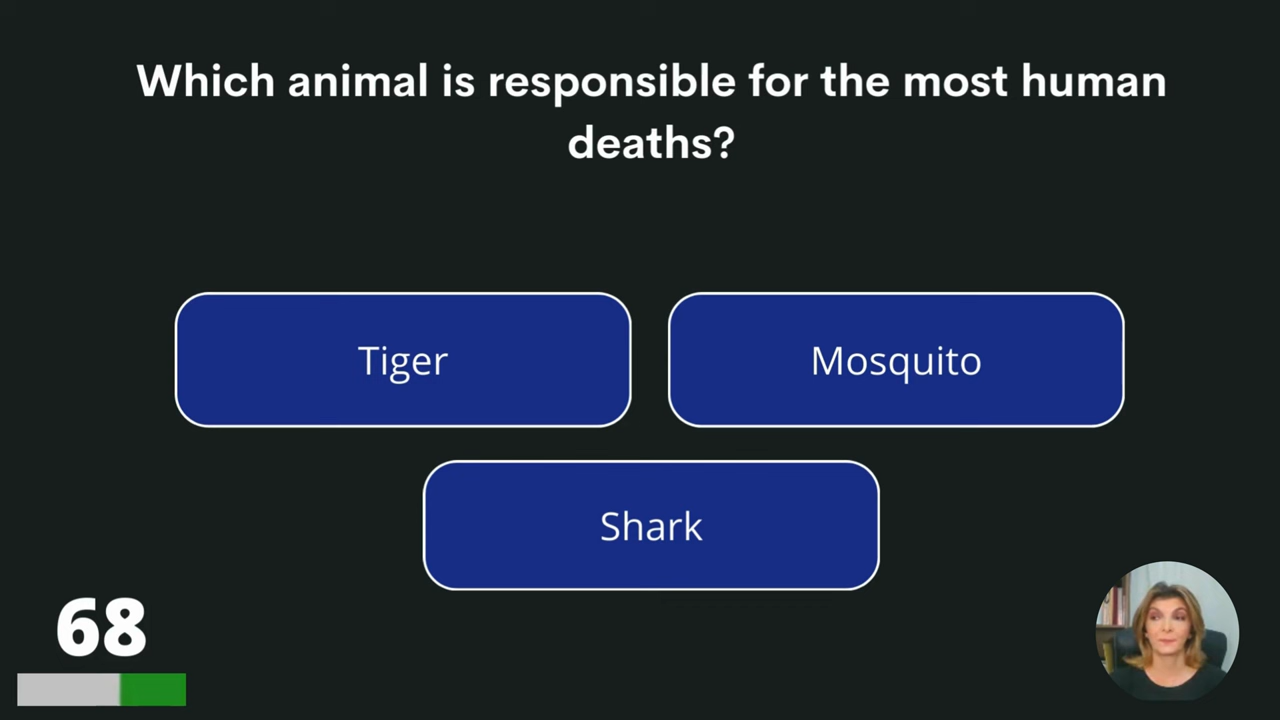 Which animal is responsible for the most human
deaths?
Tiger
Mosquito
Shark
68